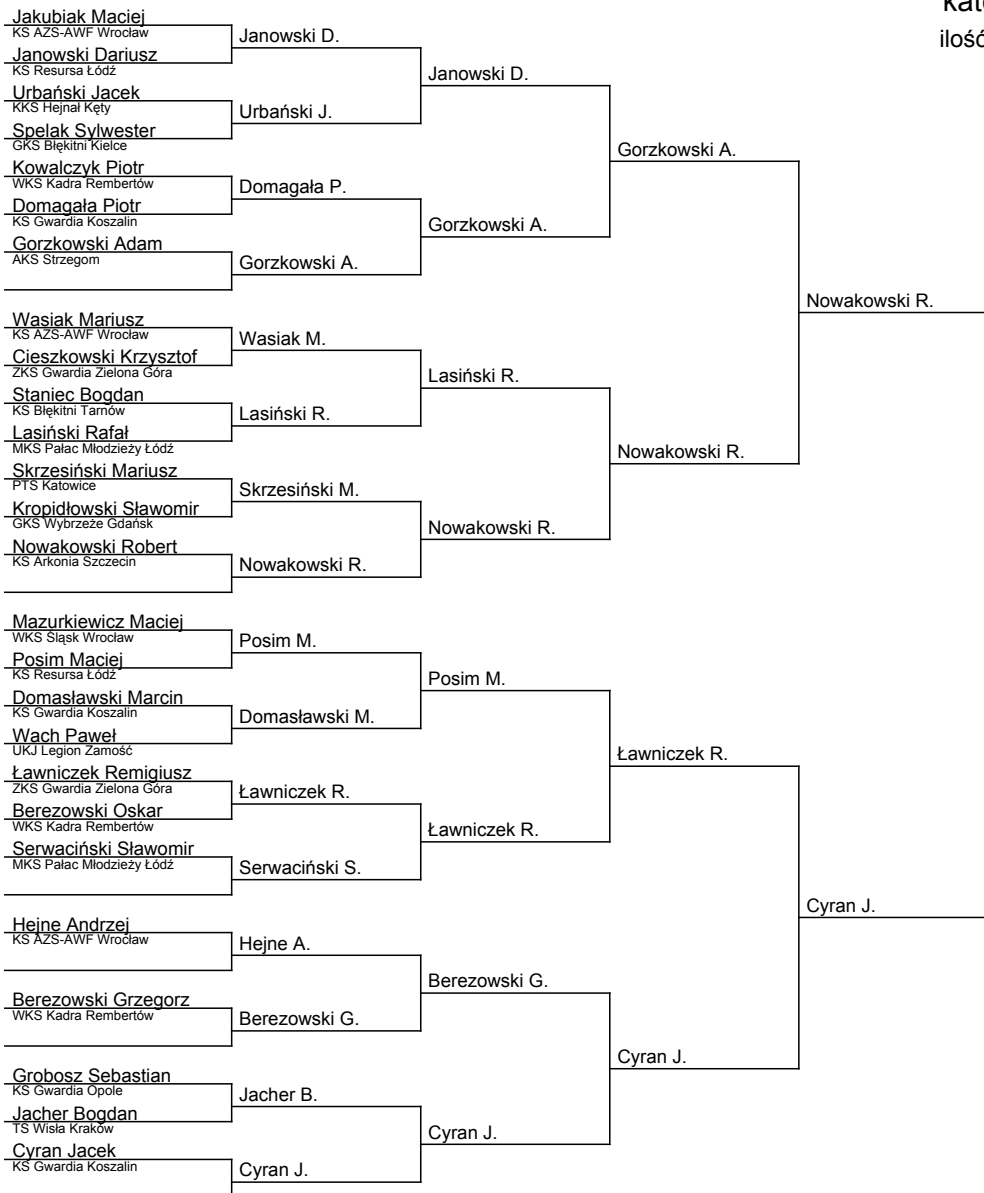 kat
ilość
Jakubiak Maciej
KS AZS-AWF Wrocław
Janowski D.
Janowski Dariusz
KS Resursa Łódź
Janowski D.
Urbański Jacek
KKS Hejnał Kęty
Urbański J.
Spelak Sylwester
GKS Błękitni Kielce
Gorzkowski A.
Kowalczyk Piotr
WKS Kadra Rembertów
Domagała P.
Domagała Piotr
KS Gwardia Koszalin
Gorzkowski A.
Gorzkowski Adam
AKS Strzegom
Gorzkowski A.
Nowakowski R.
Wasiak Mariusz
KS AZS-AWF Wrocław
Wasiak M.
Cieszkowski Krzysztof
ZKS Gwardia Zielona Góra
Lasiński R.
Staniec Bogdan
KS Błękitni Tarnów
Lasiński R.
Lasiński Rafał
MKS Pałac Młodzieży Łódź
Nowakowski R.
Skrzesiński Mariusz
PTS Katowice
Skrzesiński M.
Kropidłowski Sławomir
GKS Wybrzeże Gdańsk
Nowakowski R.
Nowakowski Robert
KS Arkonia Szczecin
Nowakowski R.
Mazurkiewicz Maciej
WKS Śląsk Wrocław
Posim M.
Posim Maciej
KS Resursa Łódź
Posim M.
Domasławski Marcin
KS Gwardia Koszalin
Domasławski M.
Wach Paweł
UKJ Legion Zamość
Ławniczek R.
Ławniczek Remigiusz
ZKS Gwardia Zielona Góra
Ławniczek R.
Berezowski Oskar
WKS Kadra Rembertów
Ławniczek R.
Serwaciński Sławomir
MKS Pałac Młodzieży Łódź
Serwaciński S.
Cyran J.
Hejne Andrzej
KS AZS-AWF Wrocław
Hejne A.
Berezowski G.
Berezowski Grzegorz
WKS Kadra Rembertów
Berezowski G.
Cyran J.
Grobosz Sebastian
KS Gwardia Opole
Jacher B.
Jacher Bogdan
TS Wisła Kraków
Cyran J.
Cyran Jacek
KS Gwardia Koszalin
Cyran J.